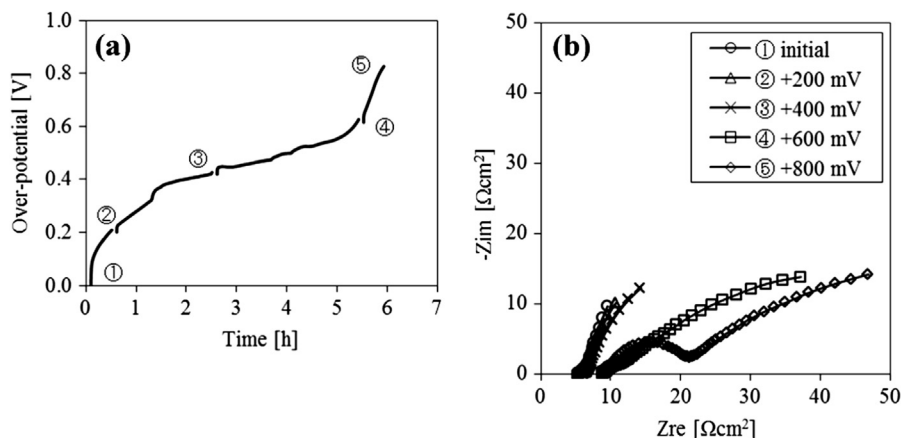 (a)
Over-potential [V]
1.0
0.8
0.6
0.4
0.2
0.0
①
②
③
④
⑤
0 1 2 3 4 5 6 7
Time [h]
(b)
-Zim [Ωcm²]
50
40
30
20
10
0
① initial
② +200 mV
③ +400 mV
④ +600 mV
⑤ +800 mV
0 10 20 30 40 50
Zre [Ωcm²]